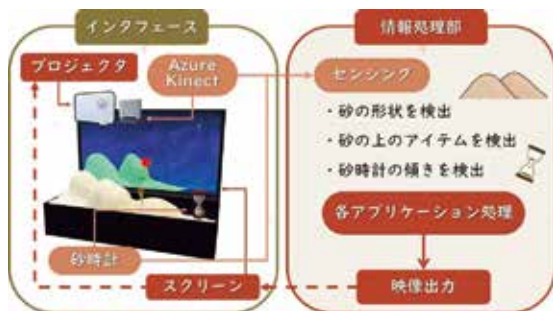 インタフェース
プロジェクタ
Azure
Kinect
砂時計
スクリーン
情報処理部
センシング
・砂の形状を検出
・砂の上のアイテムを検出
・砂時計の傾きを検出
各アプリケーション処理
映像出力